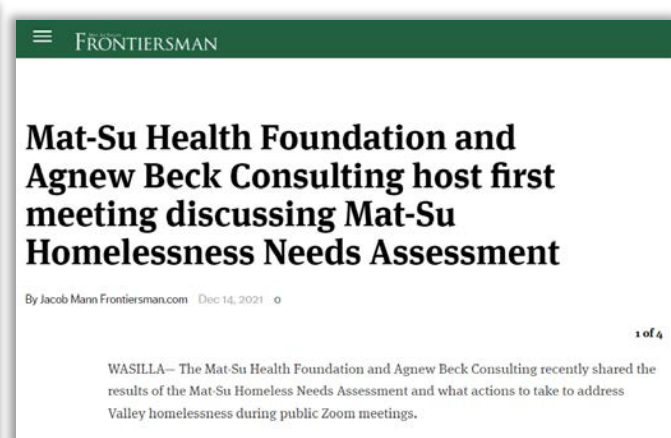 FRONTIERSMAN
Mat-Su Health Foundation and
Agnew Beck Consulting host first
meeting discussing Mat-Su
Homelessness Needs Assessment
By Jacob Mann Frontiersman.com Dec 14, 2021 0
1 of 4
WASILLA— The Mat-Su Health Foundation and Agnew Beck Consulting recently shared the
results of the Mat-Su Homeless Needs Assessment and what actions to take to address
Valley homelessness during public Zoom meetings.